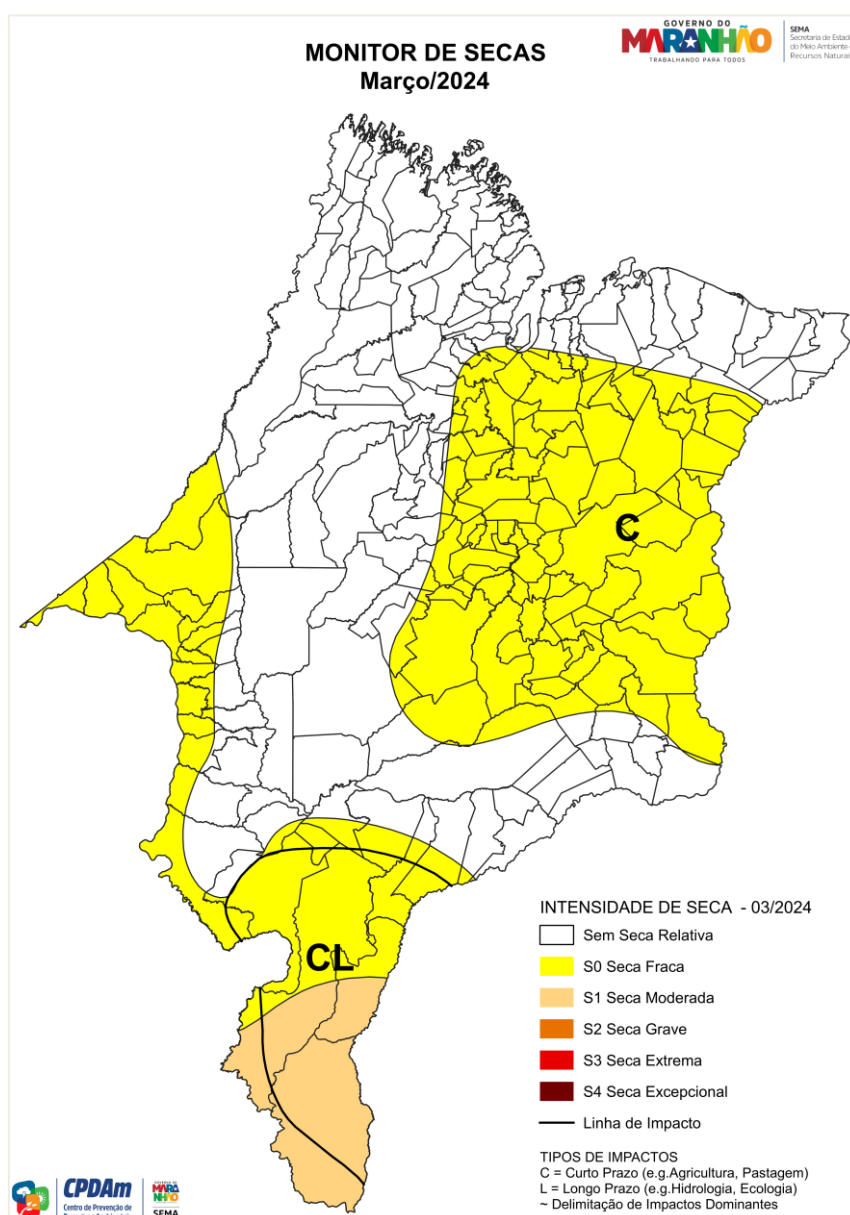 GOVERNO DO
MARANHÃO
TRABALHANDO PARA TODOS
SEMA
Secretaria de Estado
do Meio Ambiente e
Recursos Naturais
MONITOR DE SECAS
Março/2024
C
CL
INTENSIDADE DE SECA - 03/2024
Sem Seca Relativa
S0 Seca Fraca
S1 Seca Moderada
S2 Seca Grave
S3 Seca Extrema
S4 Seca Excepcional
Linha de Impacto
TIPOS DE IMPACTOS
C = Curto Prazo (e.g.Agricultura, Pastagem)
L = Longo Prazo (e.g.Hidrologia, Ecologia)
~ Delimitação de Impactos Dominantes
CPDAm
Centro de Prevenção de
MARA
NHÃO
SEMA